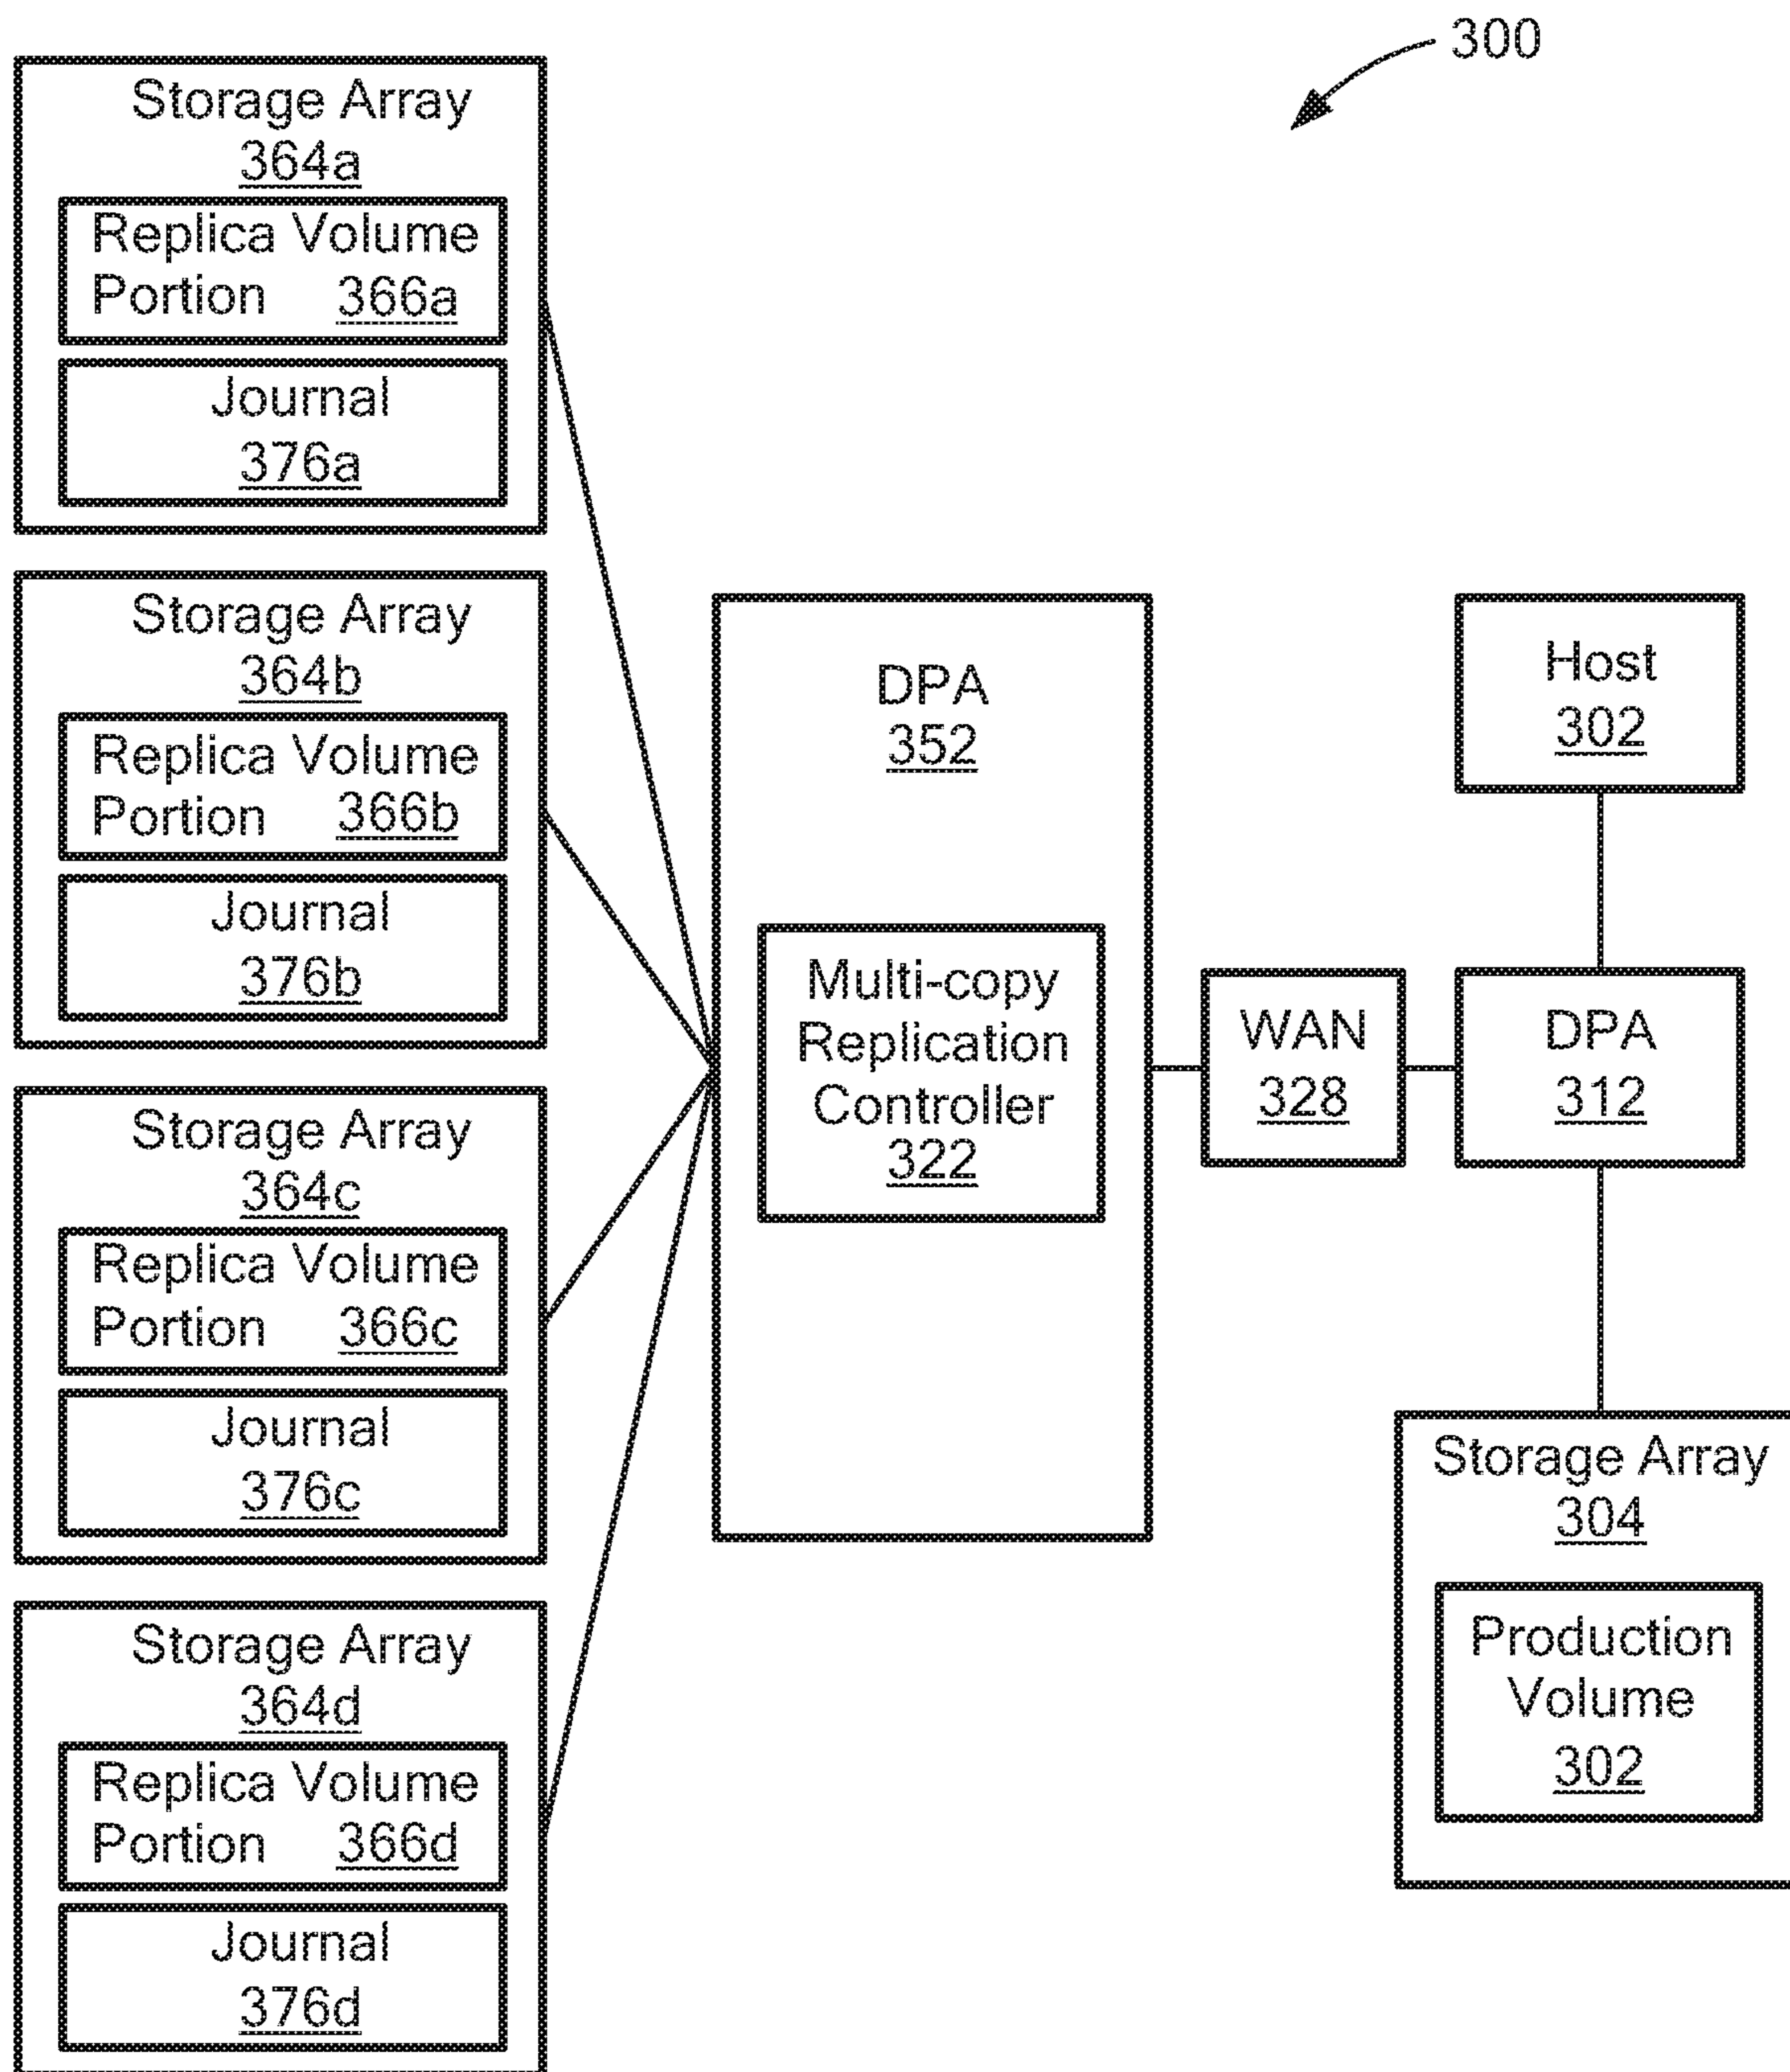 300
Storage Array
364a
Replica Volume
Portion 366a
Journal
376a
Storage Array
364b
Replica Volume
Portion 366b
Journal
376b
Storage Array
364c
Replica Volume
Portion 366c
Journal
376c
Storage Array
364d
Replica Volume
Portion 366d
Journal
376d
DPA
352
Multi-copy
Replication
Controller
322
WAN
328
Host
302
DPA
312
Storage Array
304
Production
Volume
302